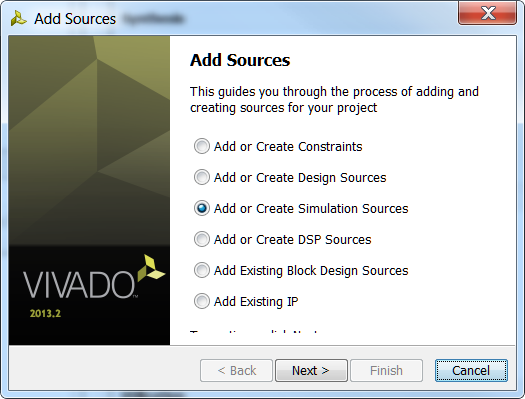 Add Sources
Add Sources
This guides you through the process of adding and
creating sources for your project
Add or Create Constraints
Add or Create Design Sources
Add or Create Simulation Sources
Add or Create DSP Sources
Add Existing Block Design Sources
Add Existing IP
VIVADO™
2013.2
< Back
Next >
Finish
Cancel